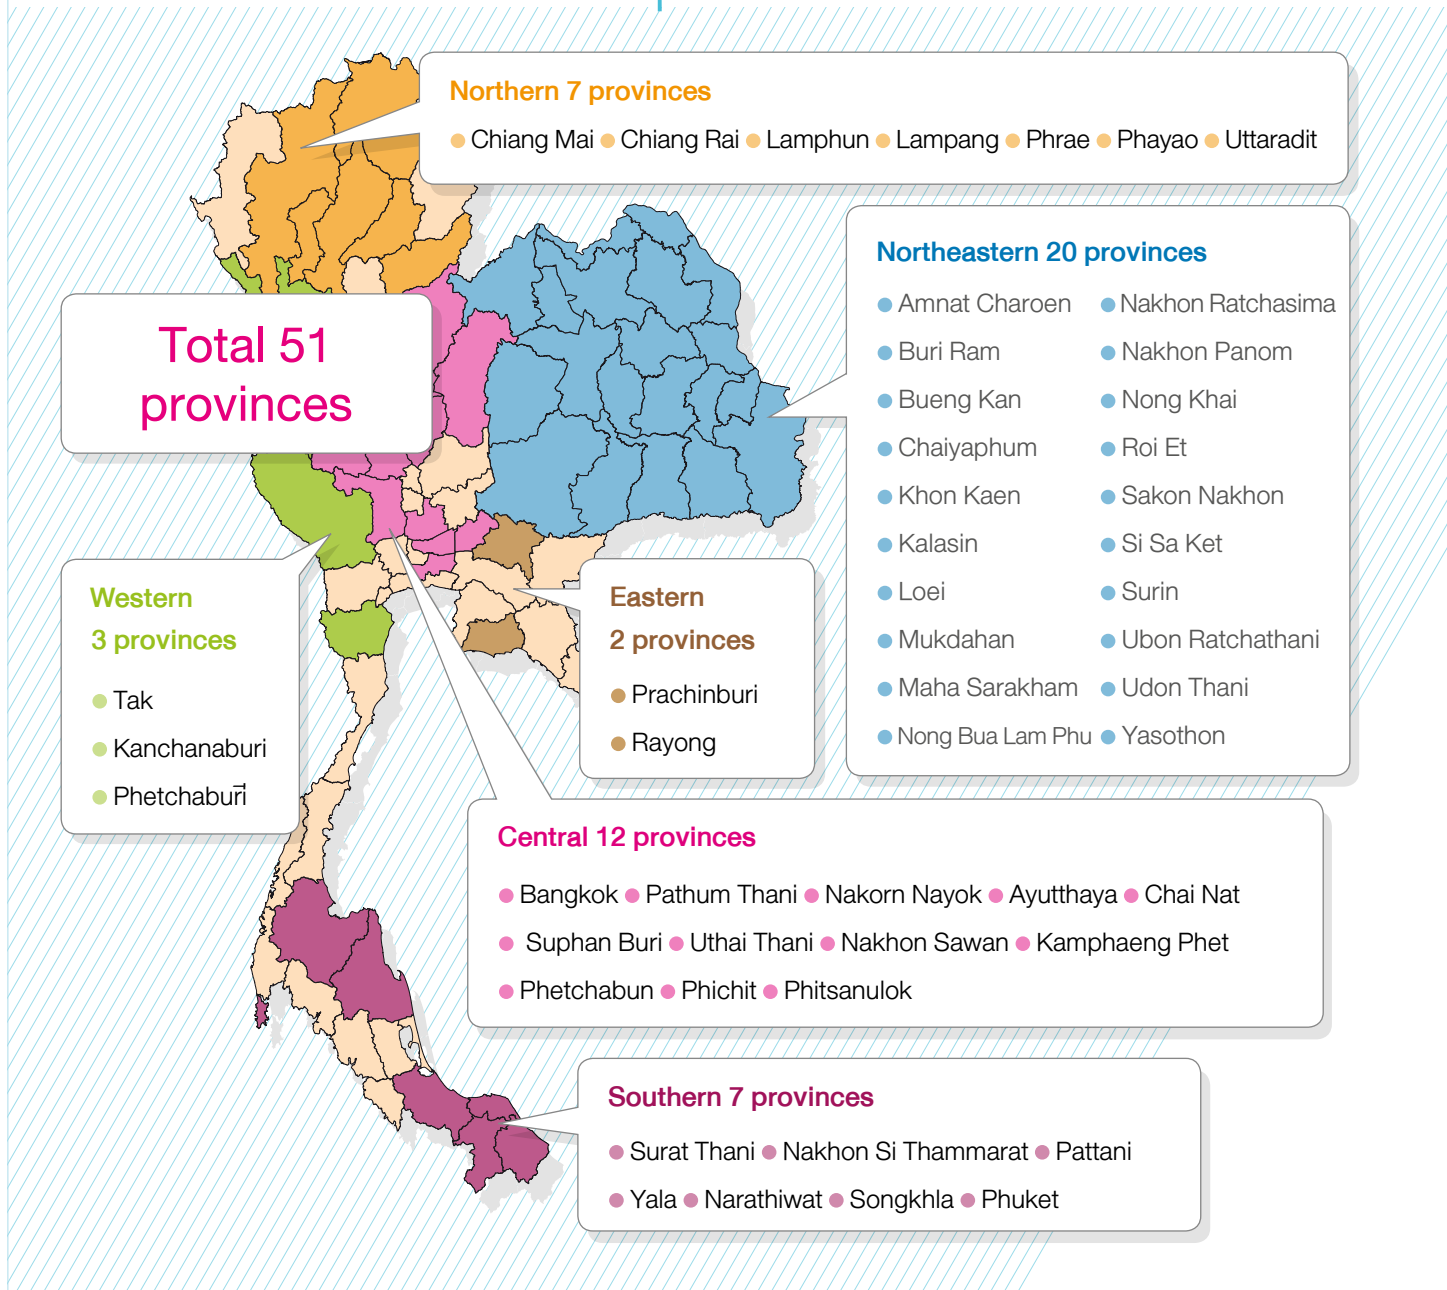 Northern 7 provinces
● Chiang Mai ● Chiang Rai ● Lamphun ● Lampang ● Phrae ● Phayao ● Uttaradit
Northeastern 20 provinces
● Amnat Charoen ● Nakhon Ratchasima
● Buri Ram ● Nakhon Panom
● Bueng Kan ● Nong Khai
● Chaiyaphum ● Roi Et
● Khon Kaen ● Sakon Nakhon
● Kalasin ● Si Sa Ket
● Loei ● Surin
● Mukdahan ● Ubon Ratchathani
● Maha Sarakham ● Udon Thani
● Nong Bua Lam Phu ● Yasothon
Total 51
provinces
Western
3 provinces
● Tak
● Kanchanaburi
● Phetchaburi
Eastern
2 provinces
● Prachinburi
● Rayong
Central 12 provinces
● Bangkok ● Pathum Thani ● Nakorn Nayok ● Ayutthaya ● Chai Nat
● Suphan Buri ● Uthai Thani ● Nakhon Sawan ● Kamphaeng Phet
● Phetchabun ● Phichit ● Phitsanulok
Southern 7 provinces
● Surat Thani ● Nakhon Si Thammarat ● Pattani
● Yala ● Narathiwat ● Songkhla ● Phuket